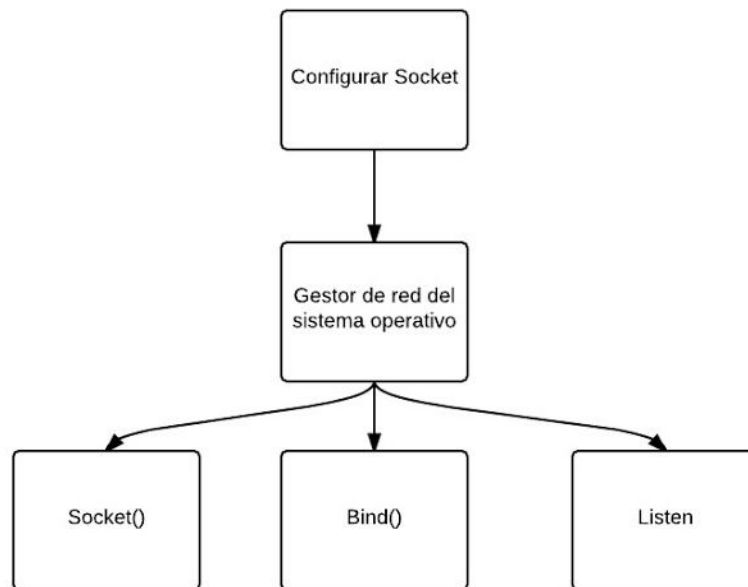 Configurar Socket
Gestor de red del
sistema operativo
Socket()
Bind()
Listen